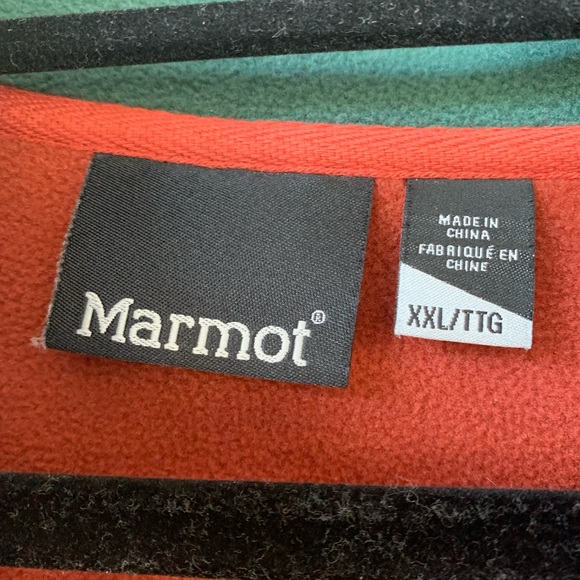 Marmot®
MADE IN
CHINA
FABRIQUÉ EN
CHINE
XXL/TTG